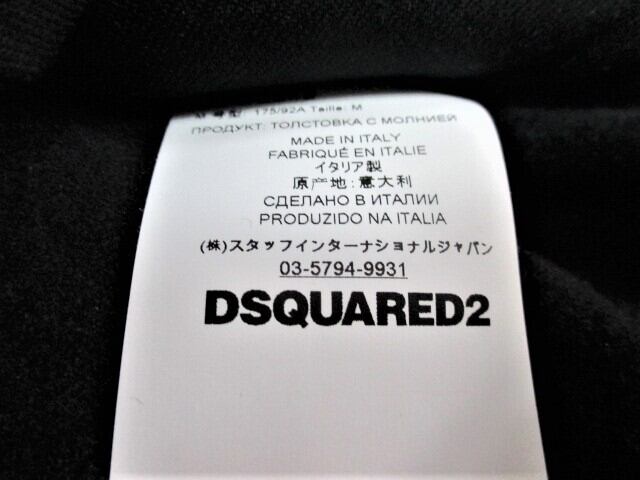 号型 175/92A Taille: M
ПРОДУКТ: ТОЛСТОВКА С МОЛНИЕЙ
MADE IN ITALY
FABRIQUÉ EN ITALIE
イタリア製
原产地:意大利
СДЕЛАНО В ИТАЛИИ
PRODUZIDO NA ITALIA
(株)スタッフインターナショナルジャパン
03-5794-9931
DSQUARED2